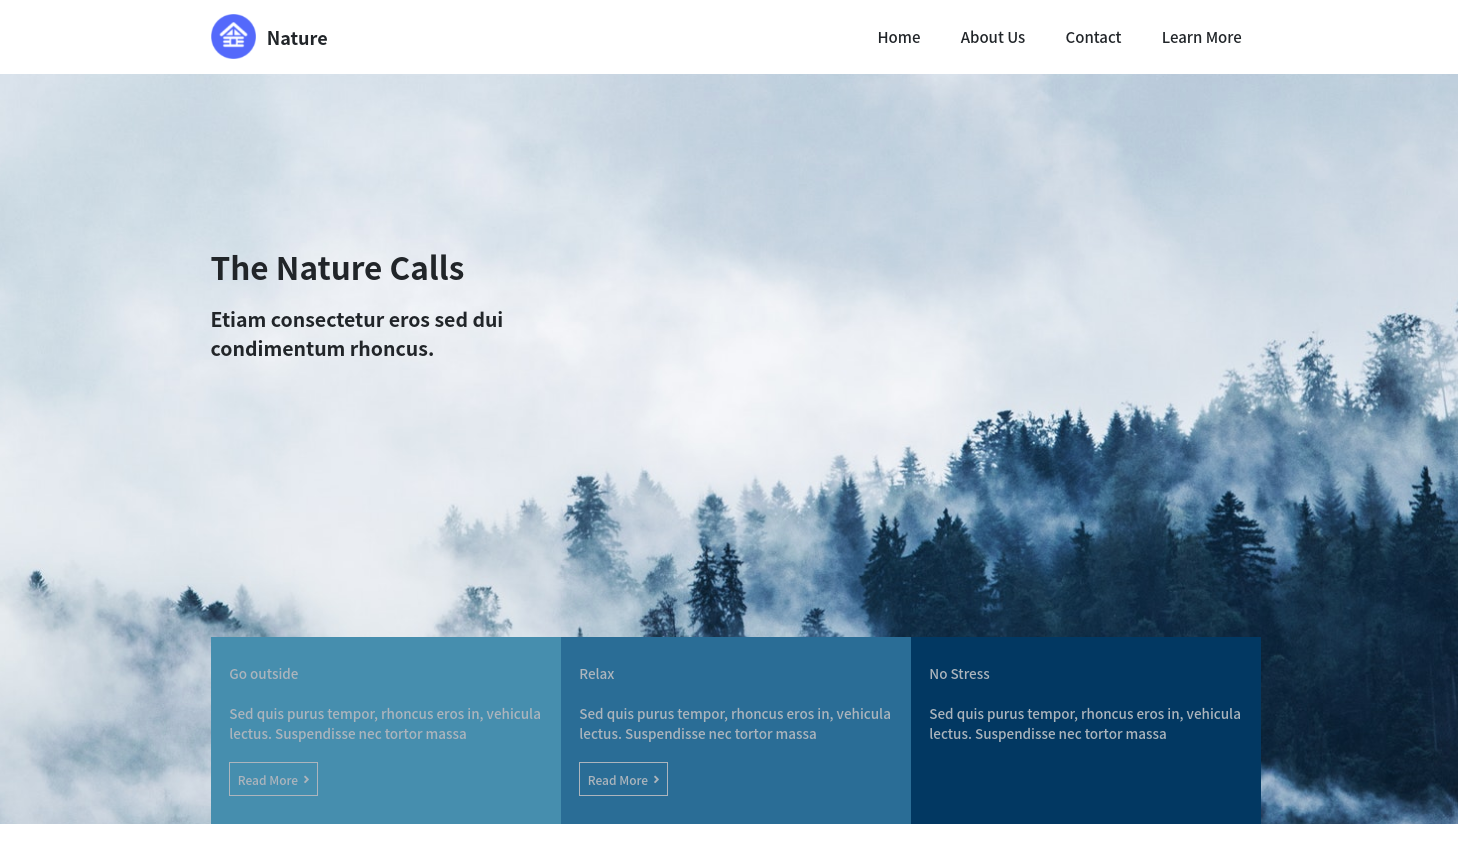 Nature
Home
About Us
Contact
Learn More
The Nature Calls
Etiam consectetur eros sed dui
condimentum rhoncus.
Go outside
Sed quis purus tempor, rhoncus eros in, vehicula
lectus. Suspendisse nec tortor massa
Read More
Relax
Sed quis purus tempor, rhoncus eros in, vehicula
lectus. Suspendisse nec tortor massa
Read More
No Stress
Sed quis purus tempor, rhoncus eros in, vehicula
lectus. Suspendisse nec tortor massa